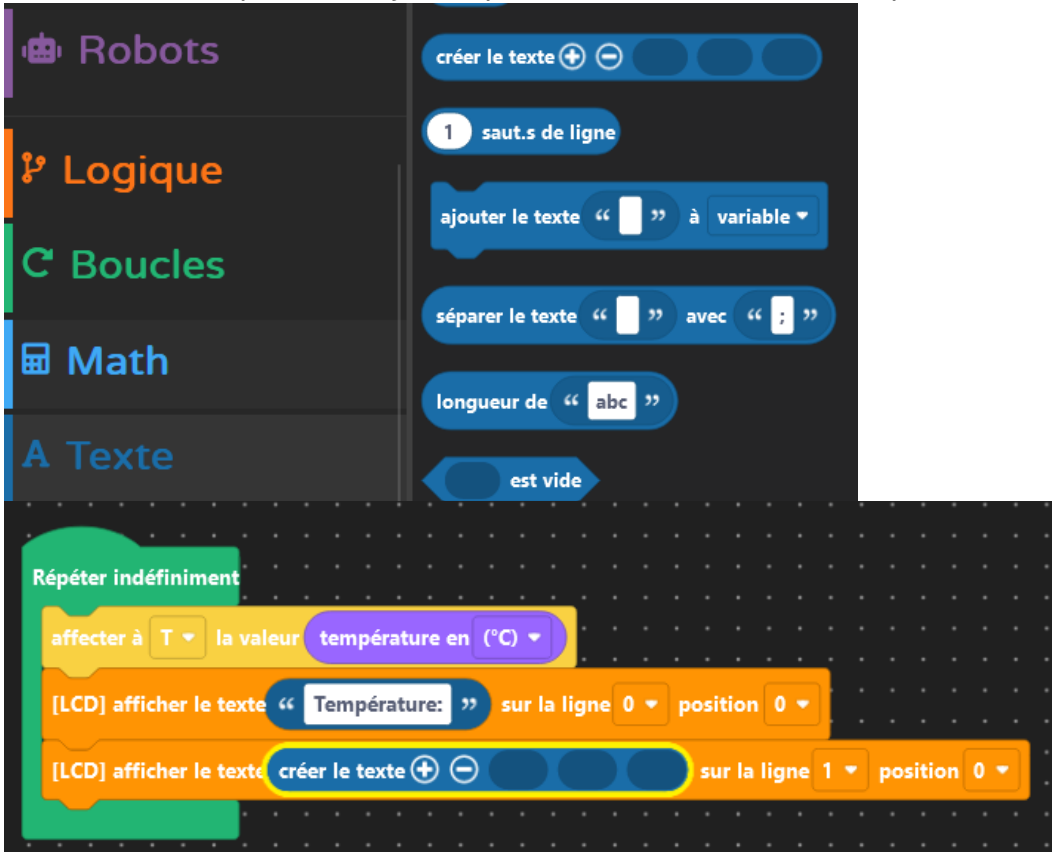 Robots
Logique
Boucles
Math
Texte
créer le texte
1 saut.s de ligne
ajouter le texte “ ” à variable
séparer le texte “ ” avec “ ; ”
longueur de “ abc ”
est vide
Répéter indéfiniment
affecter à T la valeur température en (°C)
[LCD] afficher le texte “ Température: ” sur la ligne 0 position 0
[LCD] afficher le texte créer le texte sur la ligne 1 position 0